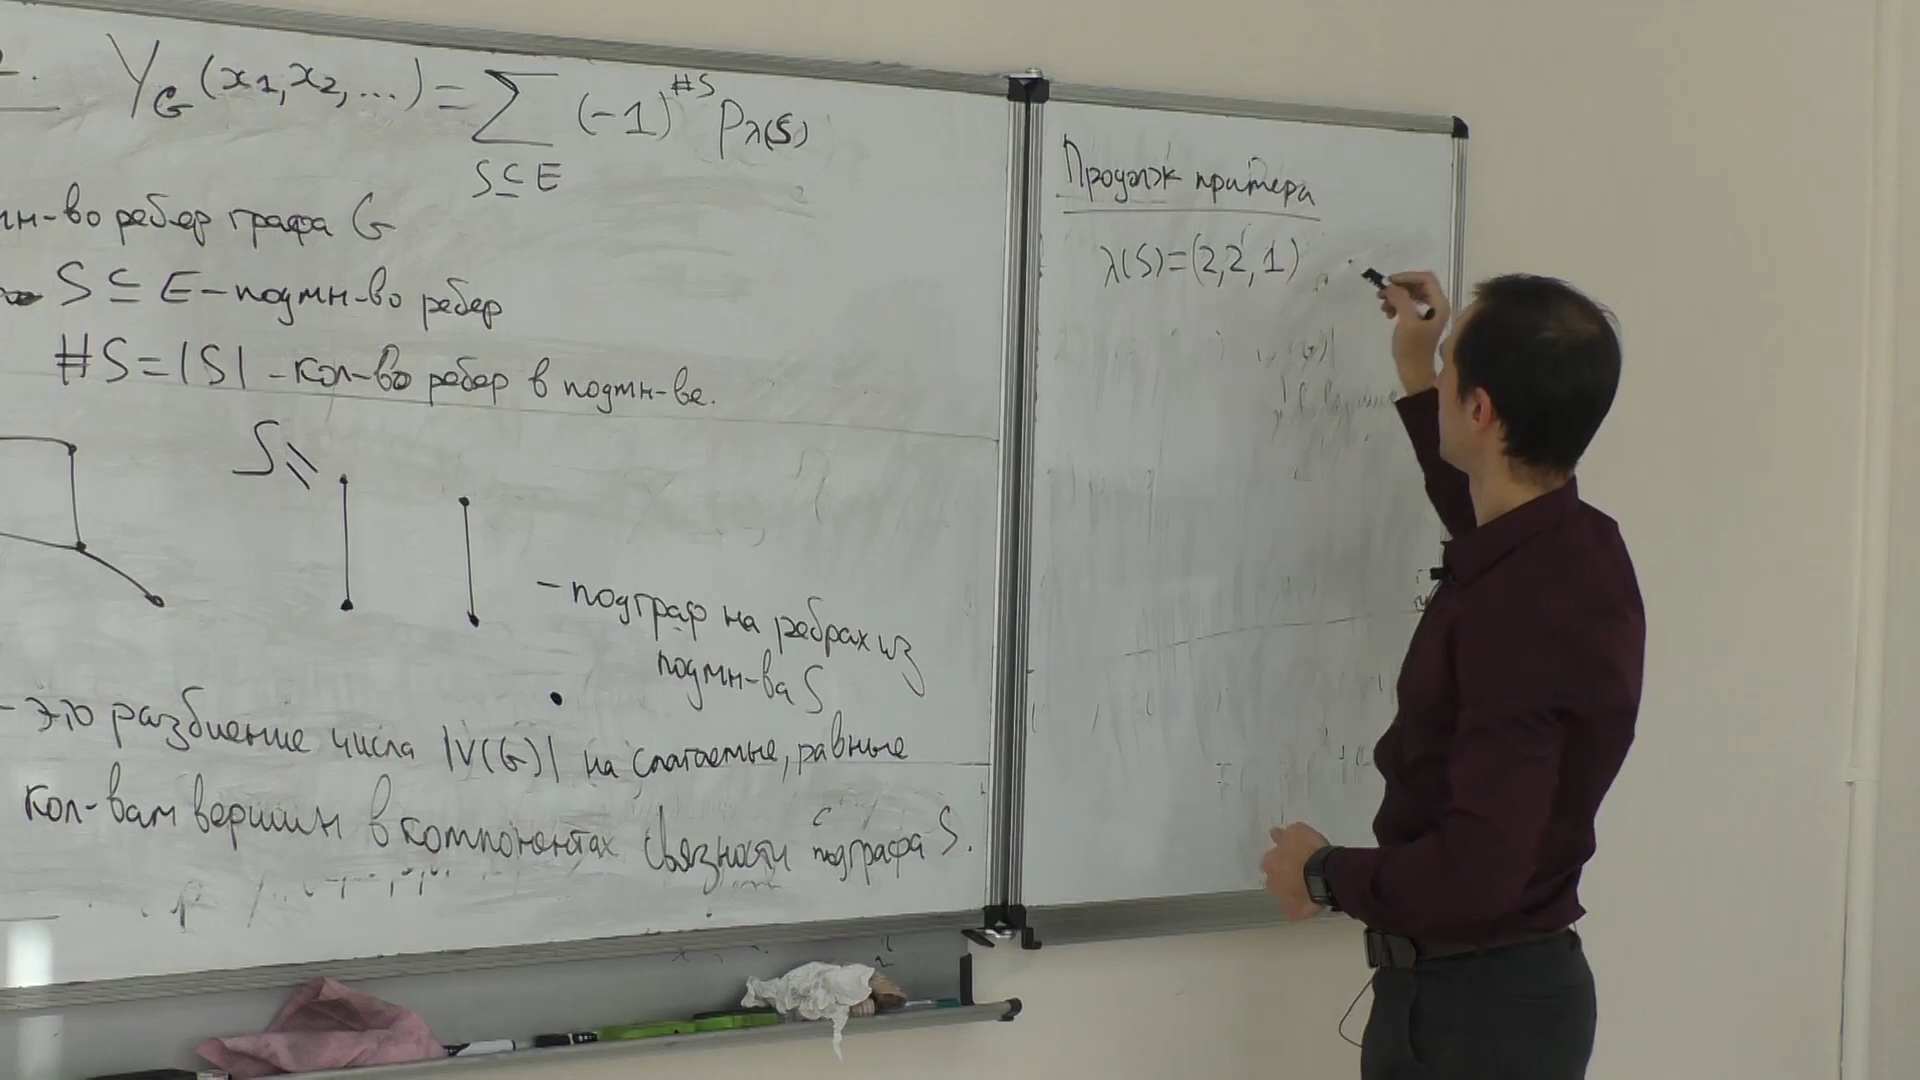 2. Y_G (x_1, x_2, ...) = ∑_{S⊆E} (-1)^{#S} p_{λ(S)}
мн-во ребер графа G
S ⊆ E - подмн-во ребер
#S = |S| - кол-во ребер в подмн-ве.
S
- подграф на ребрах из
подмн-ва S
- это разбиение числа |V(G)| на слагаемые, равные
кол-вам вершин в компонентах связности подграфа S.
Продолж примера
λ(S)=(2,2,1)